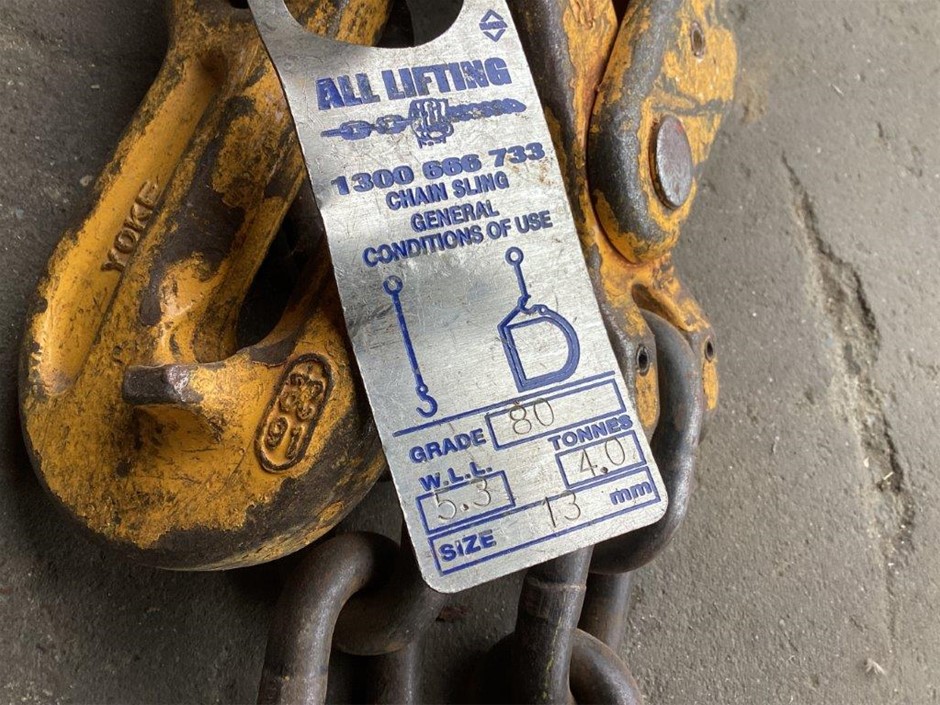 ALL LIFTING
1300 666 733
CHAIN SLING
GENERAL
CONDITIONS OF USE
GRADE 80
W.L.L. TONNES
5.3 4.0
SIZE 13 mm
YOKE